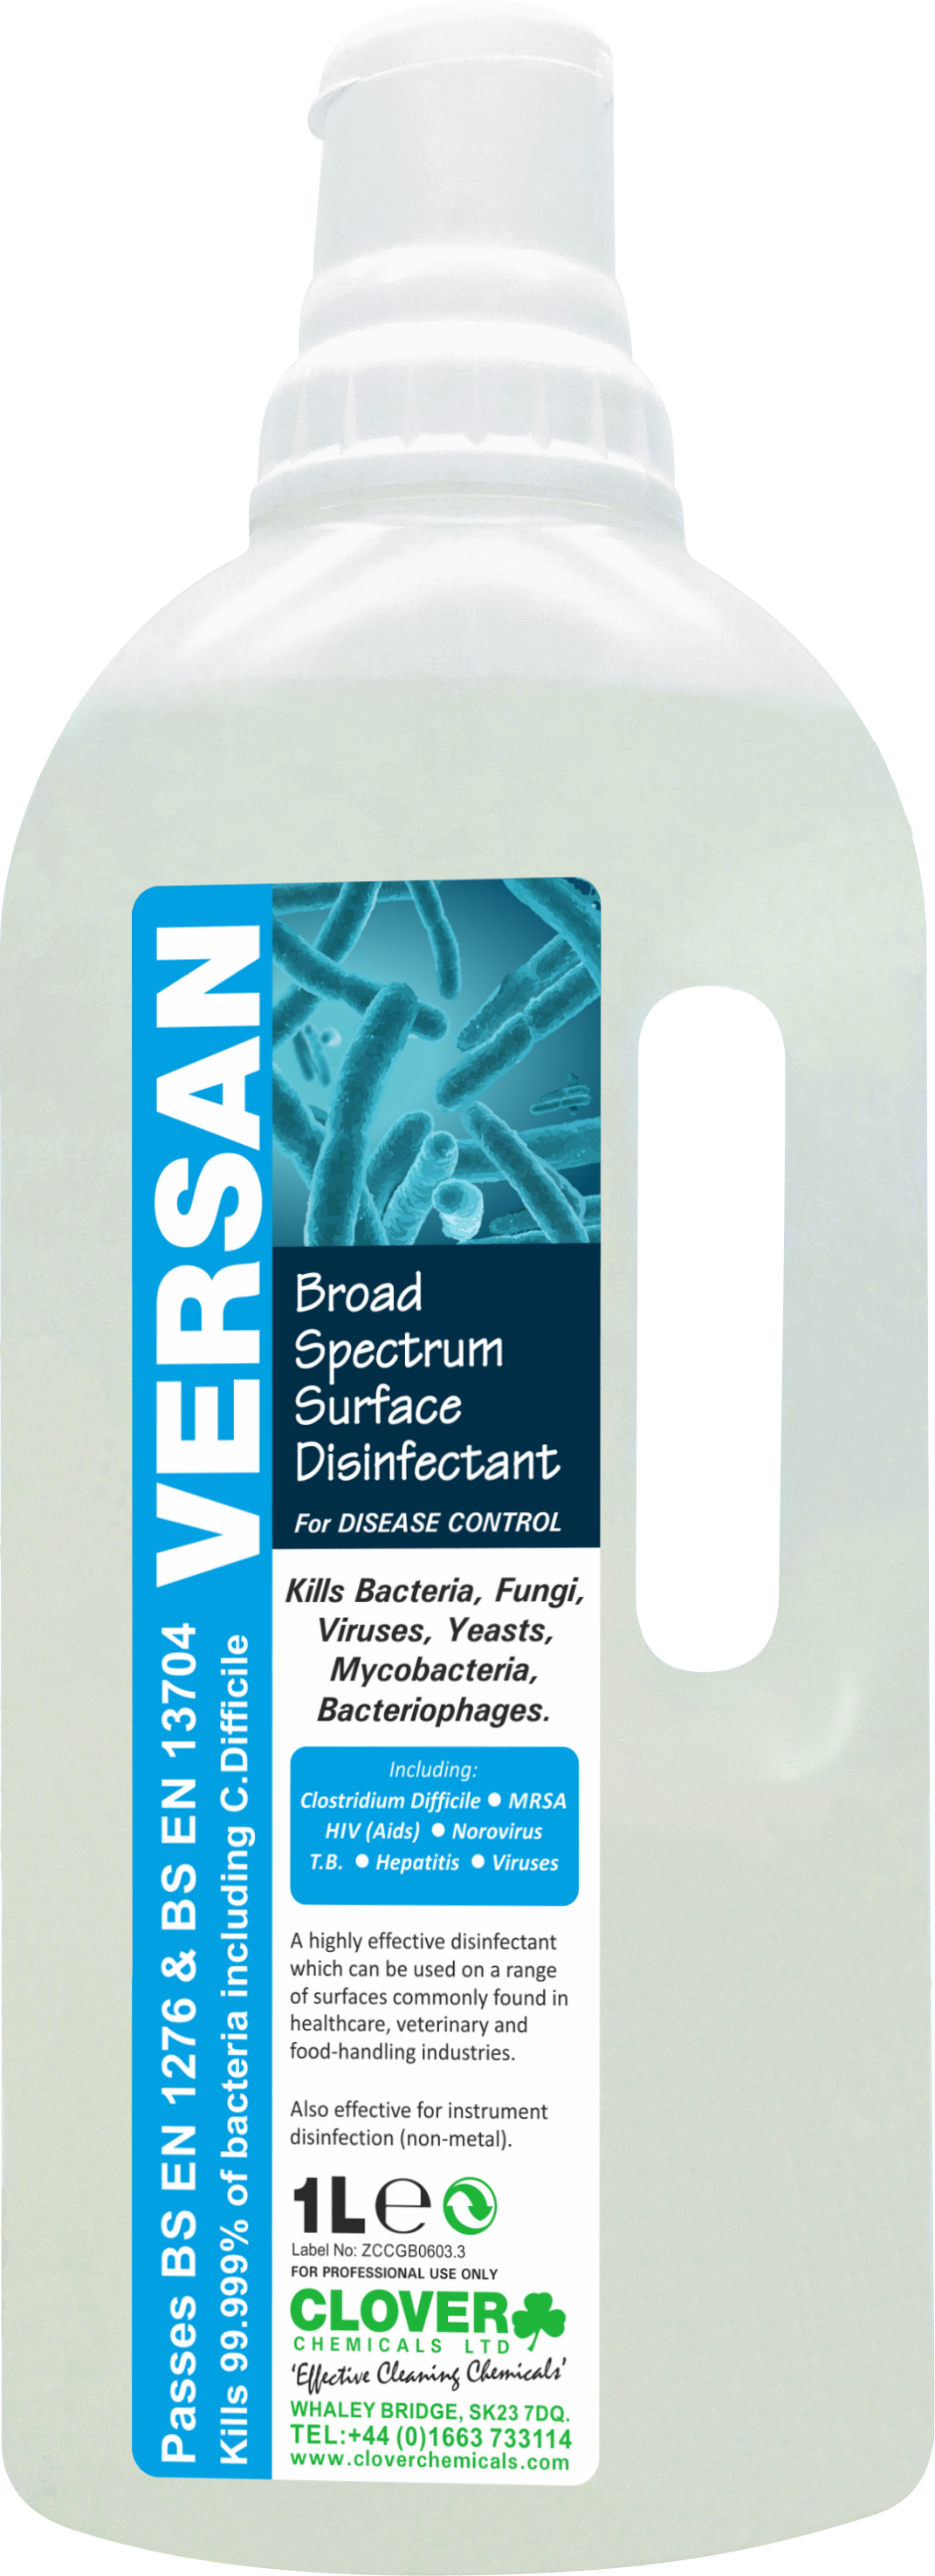 VERSAN
Passes BS EN 1276 & BS EN 13704
Kills 99.999% of bacteria including C.Difficile
Broad
Spectrum
Surface
Disinfectant
For DISEASE CONTROL
Kills Bacteria, Fungi,
Viruses, Yeasts,
Mycobacteria,
Bacteriophages.
Including:
Clostridium Difficile ● MRSA
HIV (Aids) ● Norovirus
T.B. ● Hepatitis ● Viruses
A highly effective disinfectant
which can be used on a range
of surfaces commonly found in
healthcare, veterinary and
food-handling industries.
Also effective for instrument
disinfection (non-metal).
1L ℮
Label No: ZCCGB0603.3
FOR PROFESSIONAL USE ONLY
CLOVER
CHEMICALS LTD
'Effective Cleaning Chemicals'
WHALEY BRIDGE, SK23 7DQ.
TEL:+44 (0)1663 733114
www.cloverchemicals.com